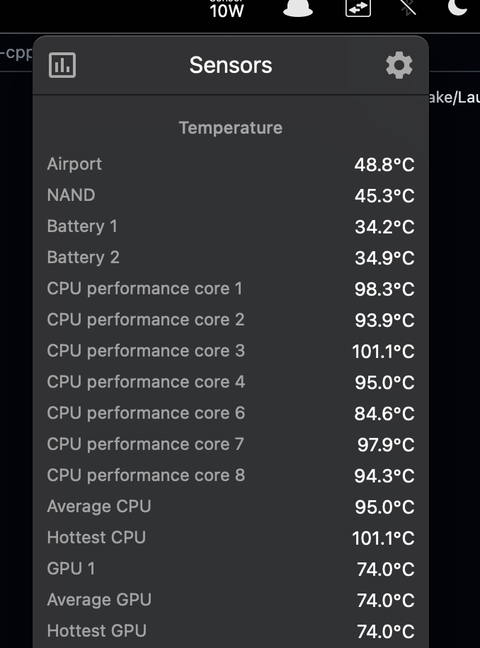 10W
-cpp
Sensors
ake/Lau
Temperature
Airport 48.8°C
NAND 45.3°C
Battery 1 34.2°C
Battery 2 34.9°C
CPU performance core 1 98.3°C
CPU performance core 2 93.9°C
CPU performance core 3 101.1°C
CPU performance core 4 95.0°C
CPU performance core 6 84.6°C
CPU performance core 7 97.9°C
CPU performance core 8 94.3°C
Average CPU 95.0°C
Hottest CPU 101.1°C
GPU 1 74.0°C
Average GPU 74.0°C
Hottest GPU 74.0°C